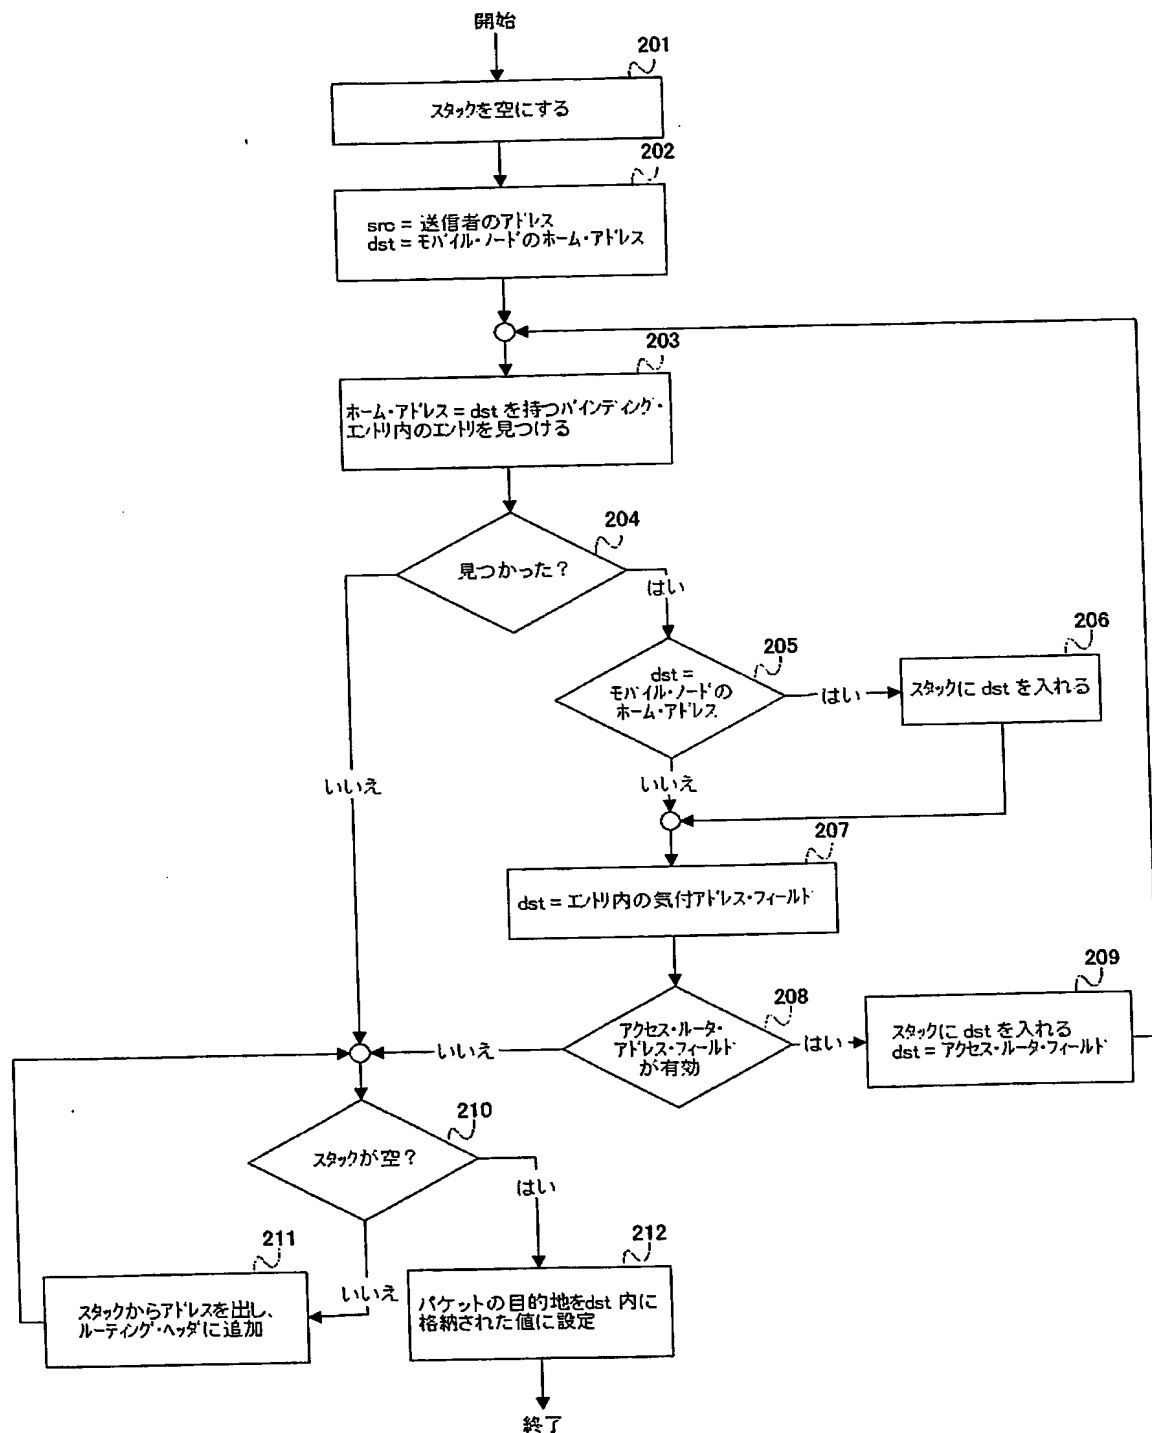 開始
201
スタックを空にする
202
src = 送信者のアドレス
dst = モバイル・ノードのホーム・アドレス
203
ホーム・アドレス = dst を持つバインディング・
エントリ内のエントリを見つける
204
見つかった？
はい
いいえ
205
dst =
モバイル・ノードの
ホーム・アドレス
はい
206
スタックに dst を入れる
いいえ
207
dst = エントリ内の気付アドレス・フィールド
208
アクセス・ルータ・
アドレス・フィールド
が有効
いいえ
はい
209
スタックに dst を入れる
dst = アクセス・ルータ・フィールド
210
スタックが空？
はい
いいえ
211
スタックからアドレスを出し、
ルーティング・ヘッダに追加
212
パケットの目的地をdst 内に
格納された値に設定
終了